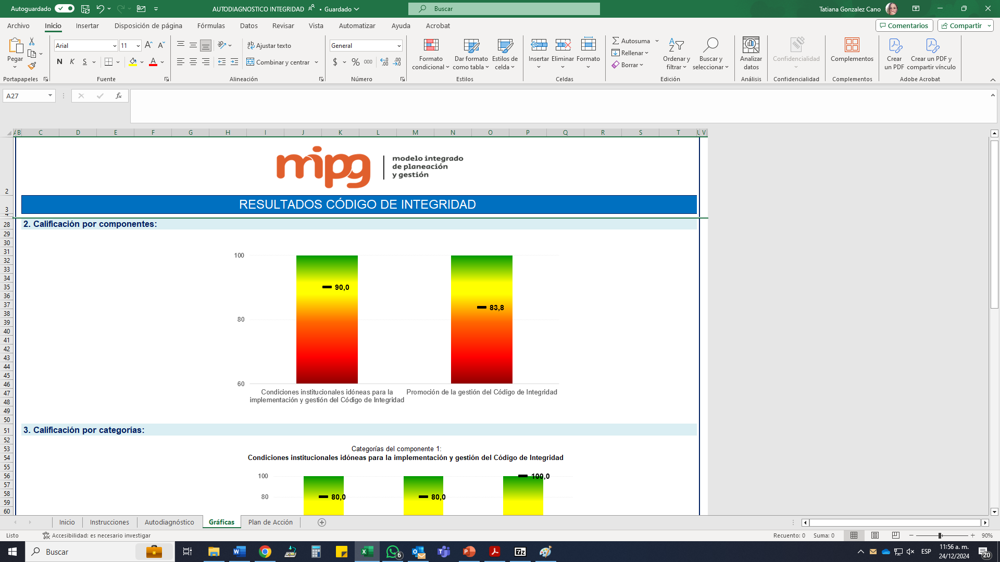 Autoguardado
AUTODIAGNOSTICO INTEGRIDAD
• Guardado
Buscar
Tatiana Gonzalez Cano
Archivo Inicio Insertar Disposición de página Fórmulas Datos Revisar Vista Automatizar Ayuda Acrobat
Comentarios Compartir
Pegar
Portapapeles
Arial 11
N K S
Fuente
Ajustar texto
Combinar y centrar
Alineación
General
$ % 000
Número
Formato condicional
Dar formato como tabla
Estilos de celda
Estilos
Insertar Eliminar Formato
Celdas
Autosuma
Rellenar
Borrar
Ordenar y filtrar
Buscar y seleccionar
Edición
Analizar datos
Análisis
Confidencialidad
Confidencialidad
Complementos
Complementos
Crear un PDF
Crear un PDF y compartir vínculo
Adobe Acrobat
A27
fx
A B C D E F G H I J K L M N O P Q R S T U V
mipg
modelo integrado
de planeación
y gestión
2
3
4
RESULTADOS CÓDIGO DE INTEGRIDAD
28
2. Calificación por componentes:
29
30
31
32
33
34
35
36
37
38
39
40
41
42
43
44
45
46
47
48
49
50
100
90,0
83,8
80
60
Condiciones institucionales idóneas para la
implementación y gestión del Código de Integridad
Promoción de la gestión del Código de Integridad
51
3. Calificación por categorías:
52
53
54
55
56
57
58
59
60
Categorías del componente 1:
Condiciones institucionales idóneas para la implementación y gestión del Código de Integridad
100
100,0
80
80,0
80,0
Inicio Instrucciones Autodiagnóstico Gráficas Plan de Acción
Listo
Accesibilidad: es necesario investigar
Recuento: 0 Suma: 0
90%
Buscar
6
ESP
11:56 a. m.
24/12/2024
20